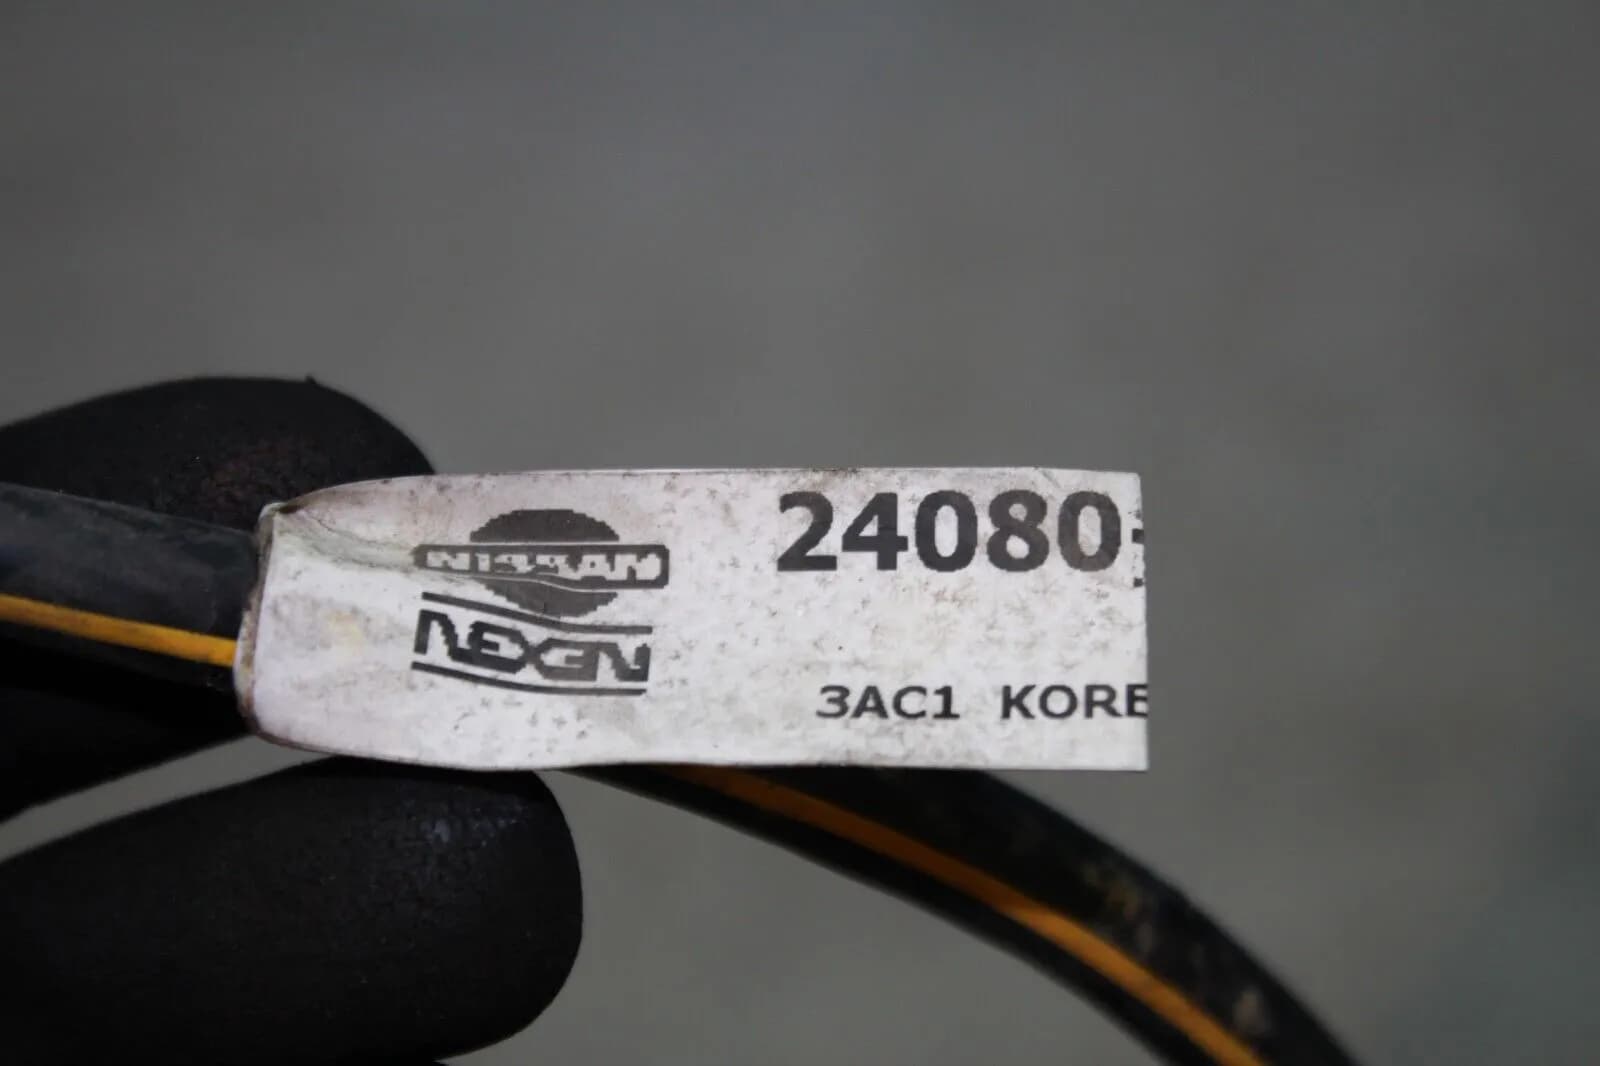 NISSAN
NEXEN
24080-
3AC1 KORE